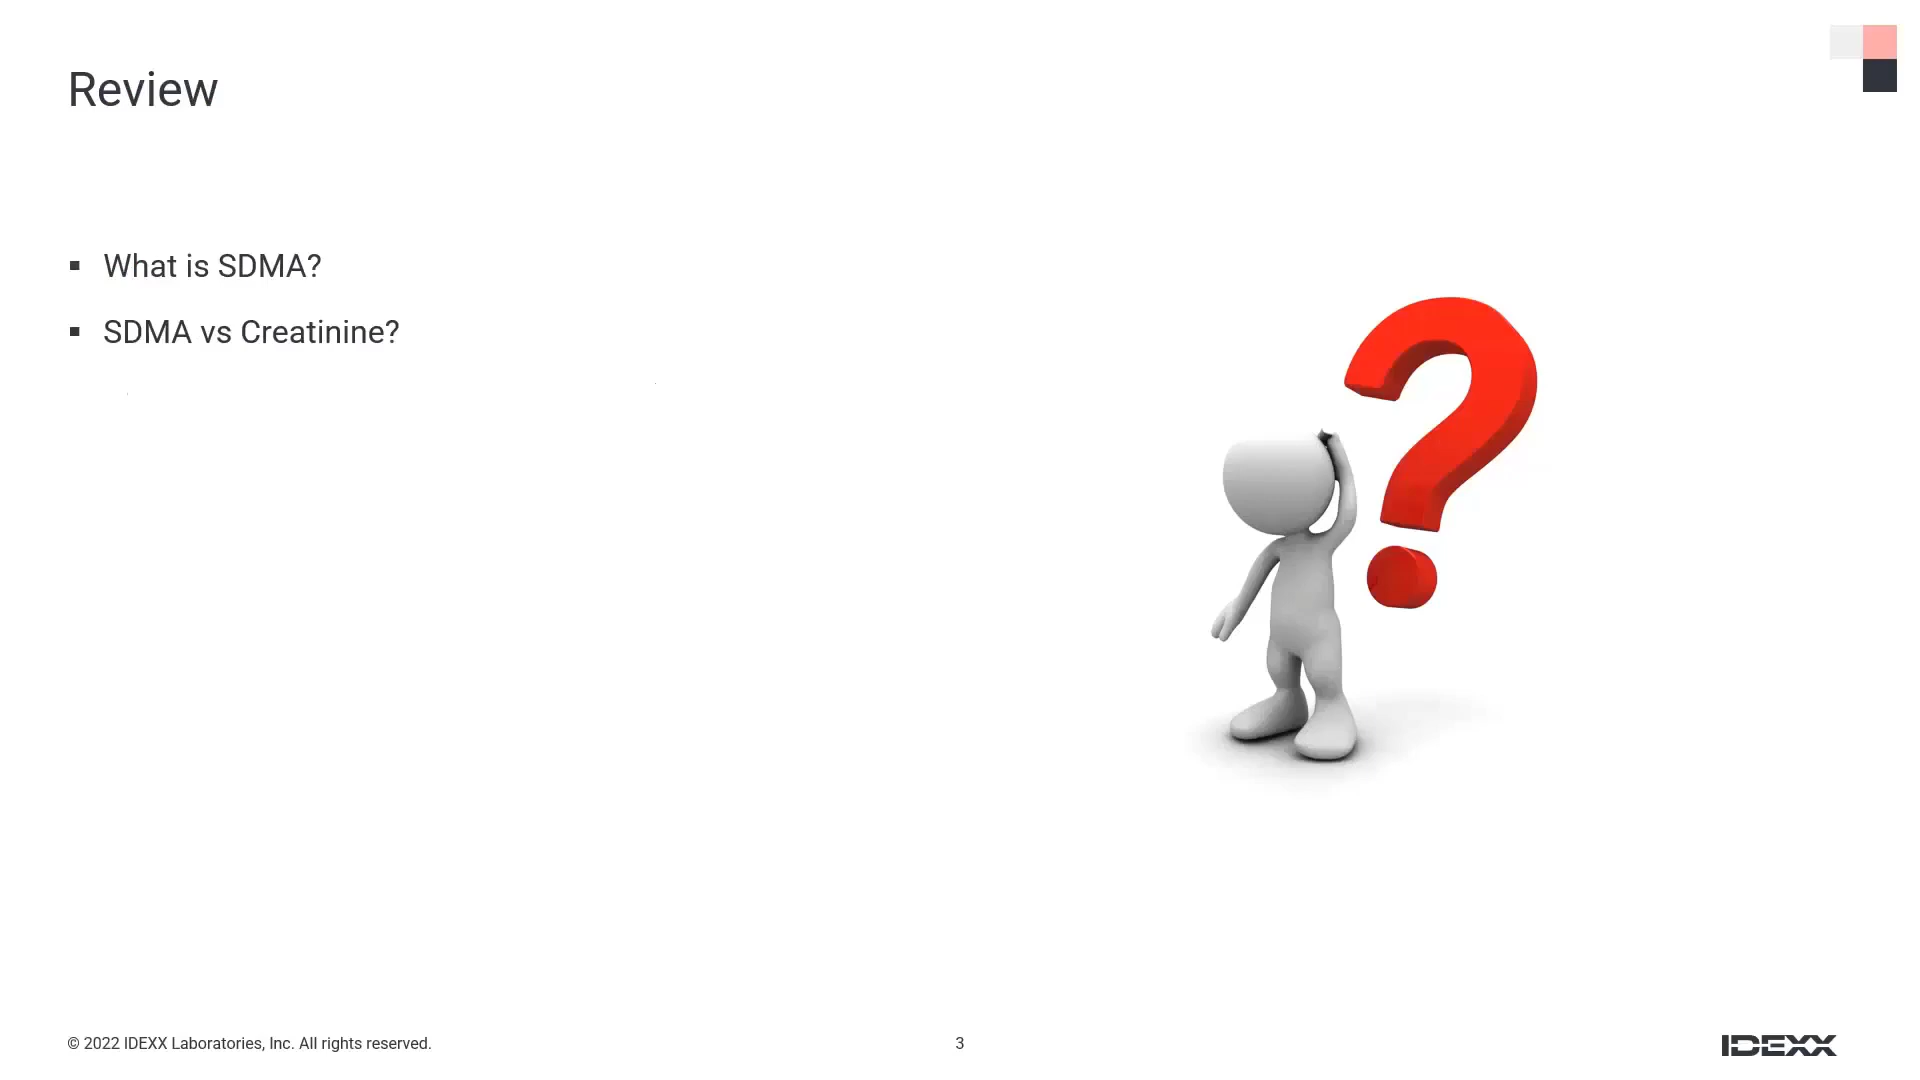 Review
▪ What is SDMA?
▪ SDMA vs Creatinine?
© 2022 IDEXX Laboratories, Inc. All rights reserved.
3
IDEXX